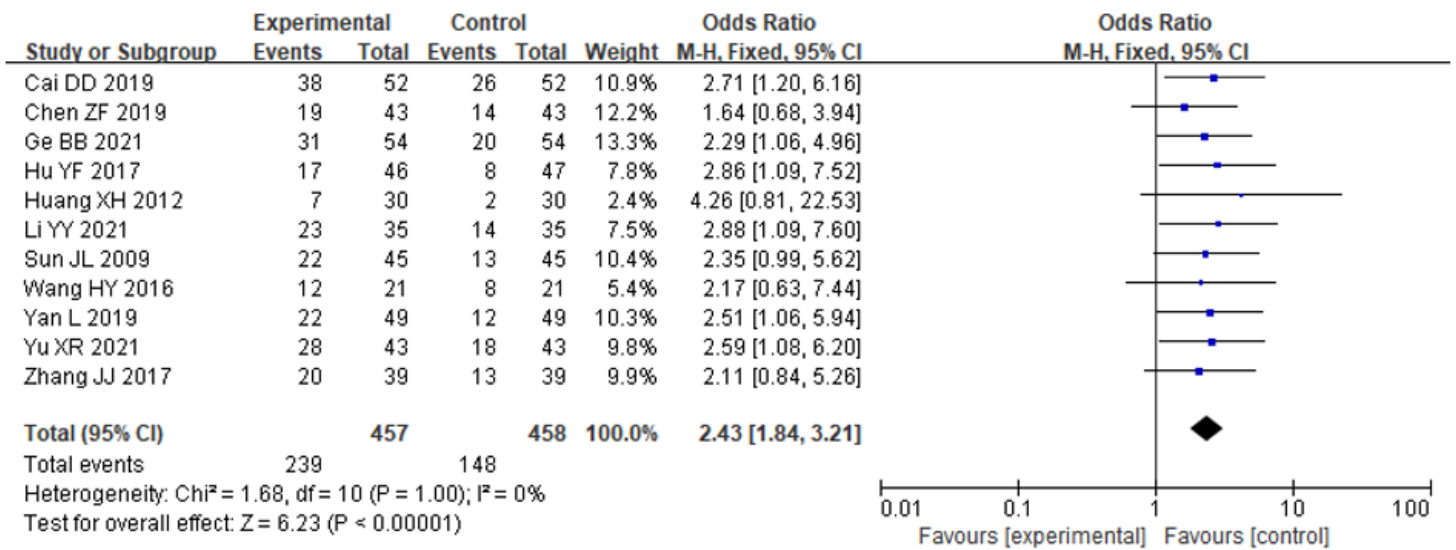 Experimental Control Odds Ratio Odds Ratio
Study or Subgroup Events Total Events Total Weight M-H, Fixed, 95% CI M-H, Fixed, 95% CI
Cai DD 2019 38 52 26 52 10.9% 2.71 [1.20, 6.16]
Chen ZF 2019 19 43 14 43 12.2% 1.64 [0.68, 3.94]
Ge BB 2021 31 54 20 54 13.3% 2.29 [1.06, 4.96]
Hu YF 2017 17 46 8 47 7.8% 2.86 [1.09, 7.52]
Huang XH 2012 7 30 2 30 2.4% 4.26 [0.81, 22.53]
Li YY 2021 23 35 14 35 7.5% 2.88 [1.09, 7.60]
Sun JL 2009 22 45 13 45 10.4% 2.35 [0.99, 5.62]
Wang HY 2016 12 21 8 21 5.4% 2.17 [0.63, 7.44]
Yan L 2019 22 49 12 49 10.3% 2.51 [1.06, 5.94]
Yu XR 2021 28 43 18 43 9.8% 2.59 [1.08, 6.20]
Zhang JJ 2017 20 39 13 39 9.9% 2.11 [0.84, 5.26]
Total (95% CI) 457 458 100.0% 2.43 [1.84, 3.21]
Total events 239 148
Heterogeneity: Chi² = 1.68, df = 10 (P = 1.00); I² = 0%
Test for overall effect: Z = 6.23 (P < 0.00001)
0.01 0.1 1 10 100
Favours [experimental] Favours [control]